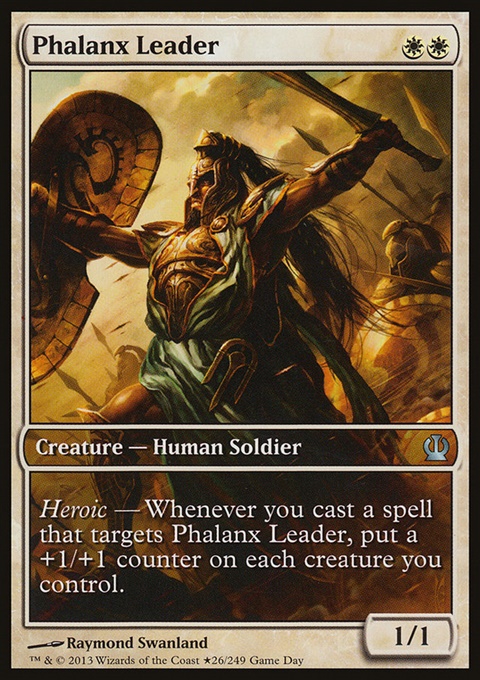 Phalanx Leader
Creature — Human Soldier
Heroic — Whenever you cast a spell
that targets Phalanx Leader, put a
+1/+1 counter on each creature you
control.
1/1
Raymond Swanland
™ & © 2013 Wizards of the Coast ★26/249 Game Day